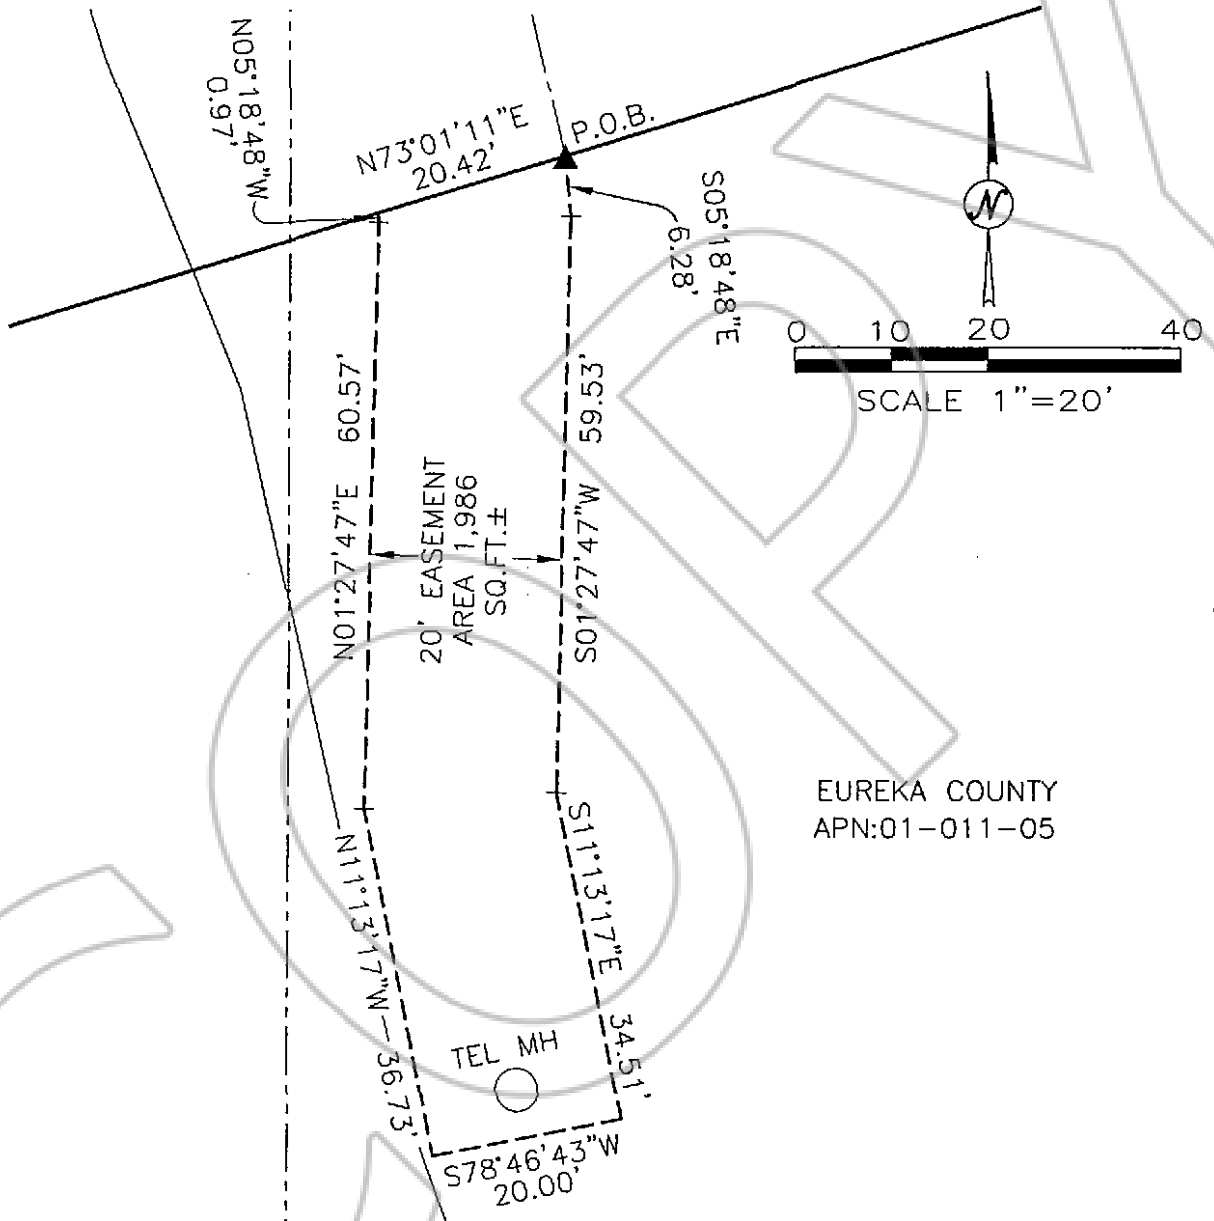 N05°18'48"W
0.97'
N73°01'11"E
20.42'
P.O.B.
S05°18'48"E
6.28'
N
0 10 20 40
SCALE 1"=20'
N01°27'47"E 60.57'
20' EASEMENT
AREA 1,986
SQ.FT.±
S01°27'47"W 59.53'
EUREKA COUNTY
APN:01-011-05
N11°13'17"W 36.73'
S11°13'17"E 34.51'
TEL MH
S78°46'43"W
20.00'
COPY